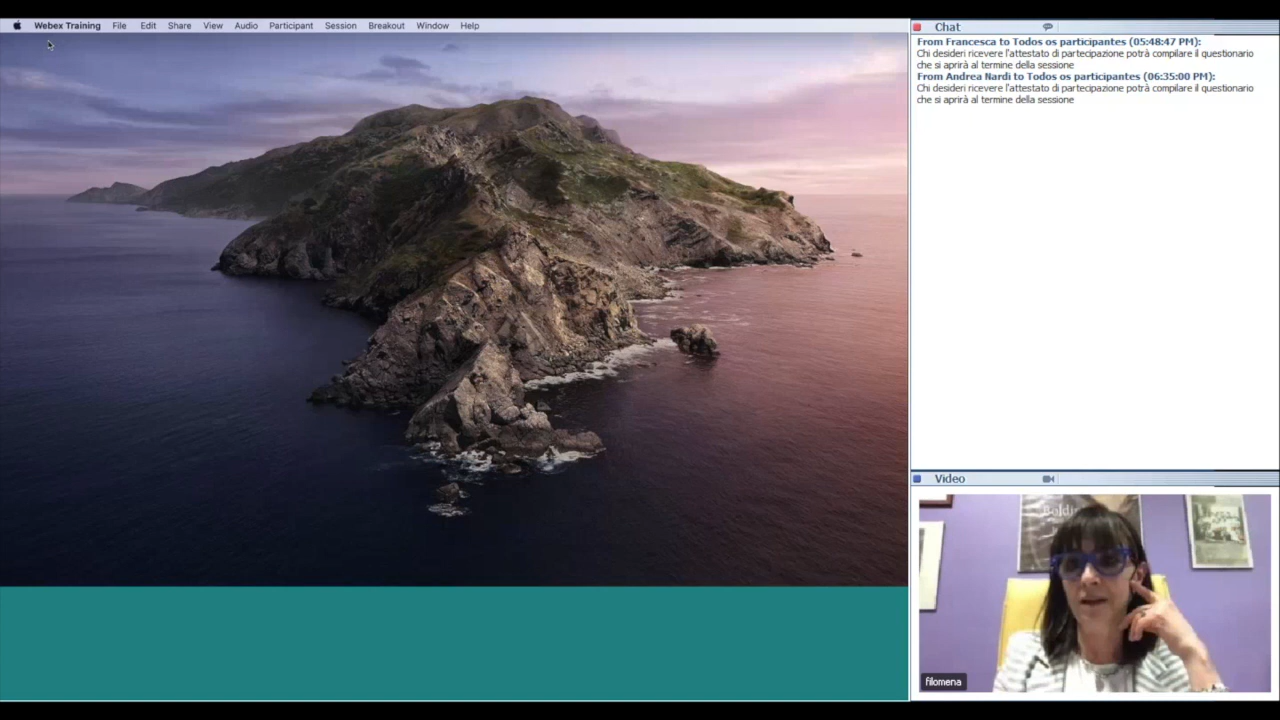 Webex Training File Edit Share View Audio Participant Session Breakout Window Help
Chat
From Francesca to Todos os participantes (05:48:47 PM):
Chi desideri ricevere l'attestato di partecipazione potrà compilare il questionario
che si aprirà al termine della sessione
From Andrea Nardi to Todos os participantes (06:35:00 PM):
Chi desideri ricevere l'attestato di partecipazione potrà compilare il questionario
che si aprirà al termine della sessione
Video
filomena